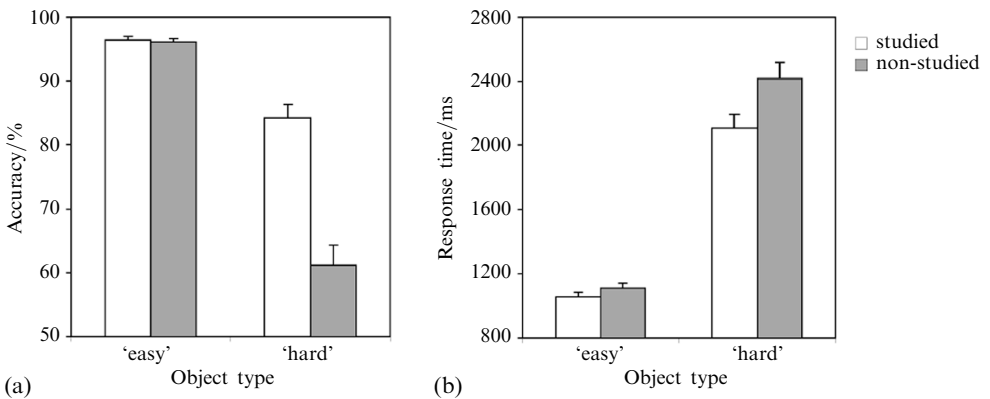 100
90
80
70
60
50
Accuracy/%
'easy' 'hard'
Object type
(a)
2800
2400
2000
1600
1200
800
Response time/ms
'easy' 'hard'
Object type
(b)
studied
non-studied